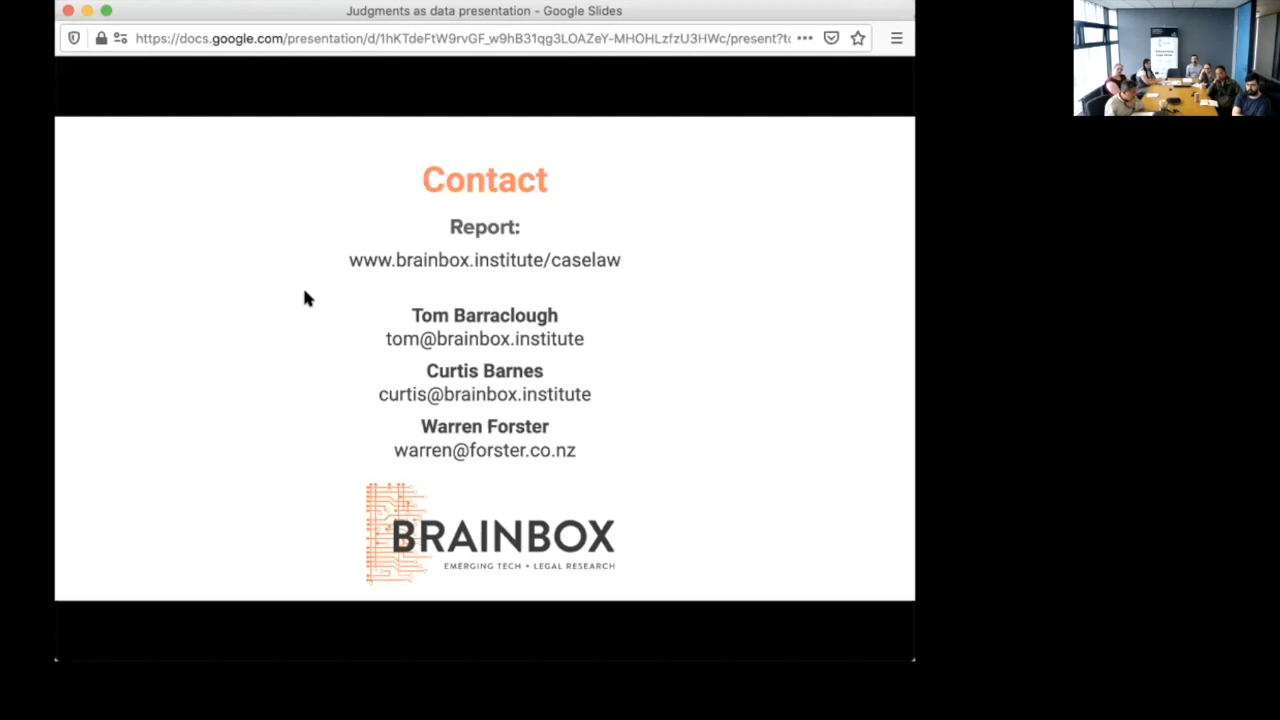 Judgments as data presentation - Google Slides
https://docs.google.com/presentation/d/1hKTbeFtW9rvGF_w9hB31qg3LOAZeY-MHOHLzfzU3HWc/present?tc
Contact
Report:
www.brainbox.institute/caselaw
Tom Barraclough
tom@brainbox.institute
Curtis Barnes
curtis@brainbox.institute
Warren Forster
warren@forster.co.nz
BRAINBOX
EMERGING TECH + LEGAL RESEARCH